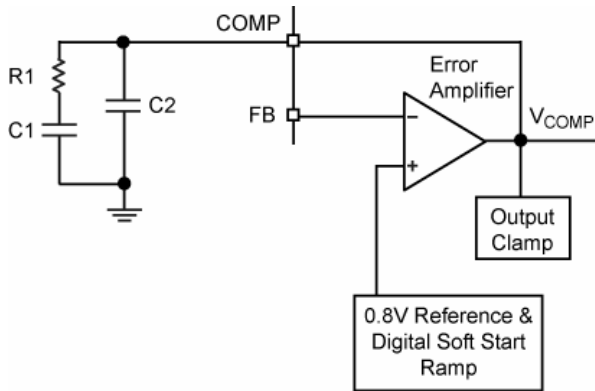 COMP
R1
C1
C2
FB
Error
Amplifier
−
+
VCOMP
Output
Clamp
0.8V Reference &
Digital Soft Start
Ramp